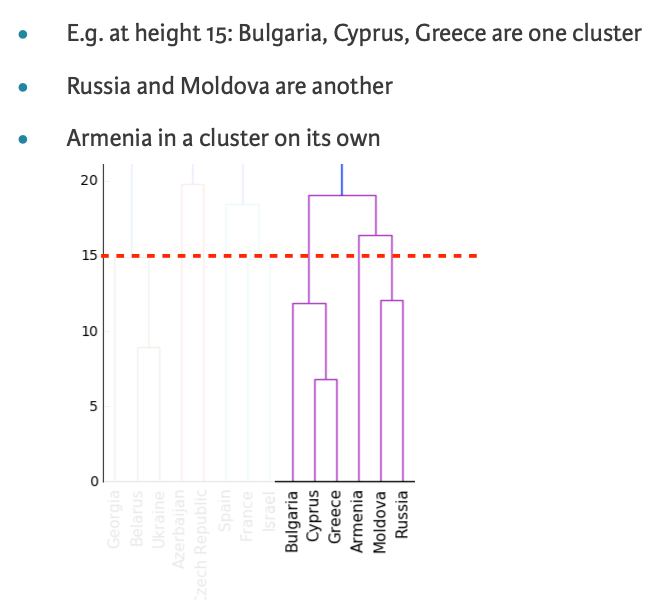 • E.g. at height 15: Bulgaria, Cyprus, Greece are one cluster
• Russia and Moldova are another
• Armenia in a cluster on its own
20
15
10
5
0
Georgia
Belarus
Ukraine
Azerbaijan
Czech Republic
Spain
France
Israel
Bulgaria
Cyprus
Greece
Armenia
Moldova
Russia